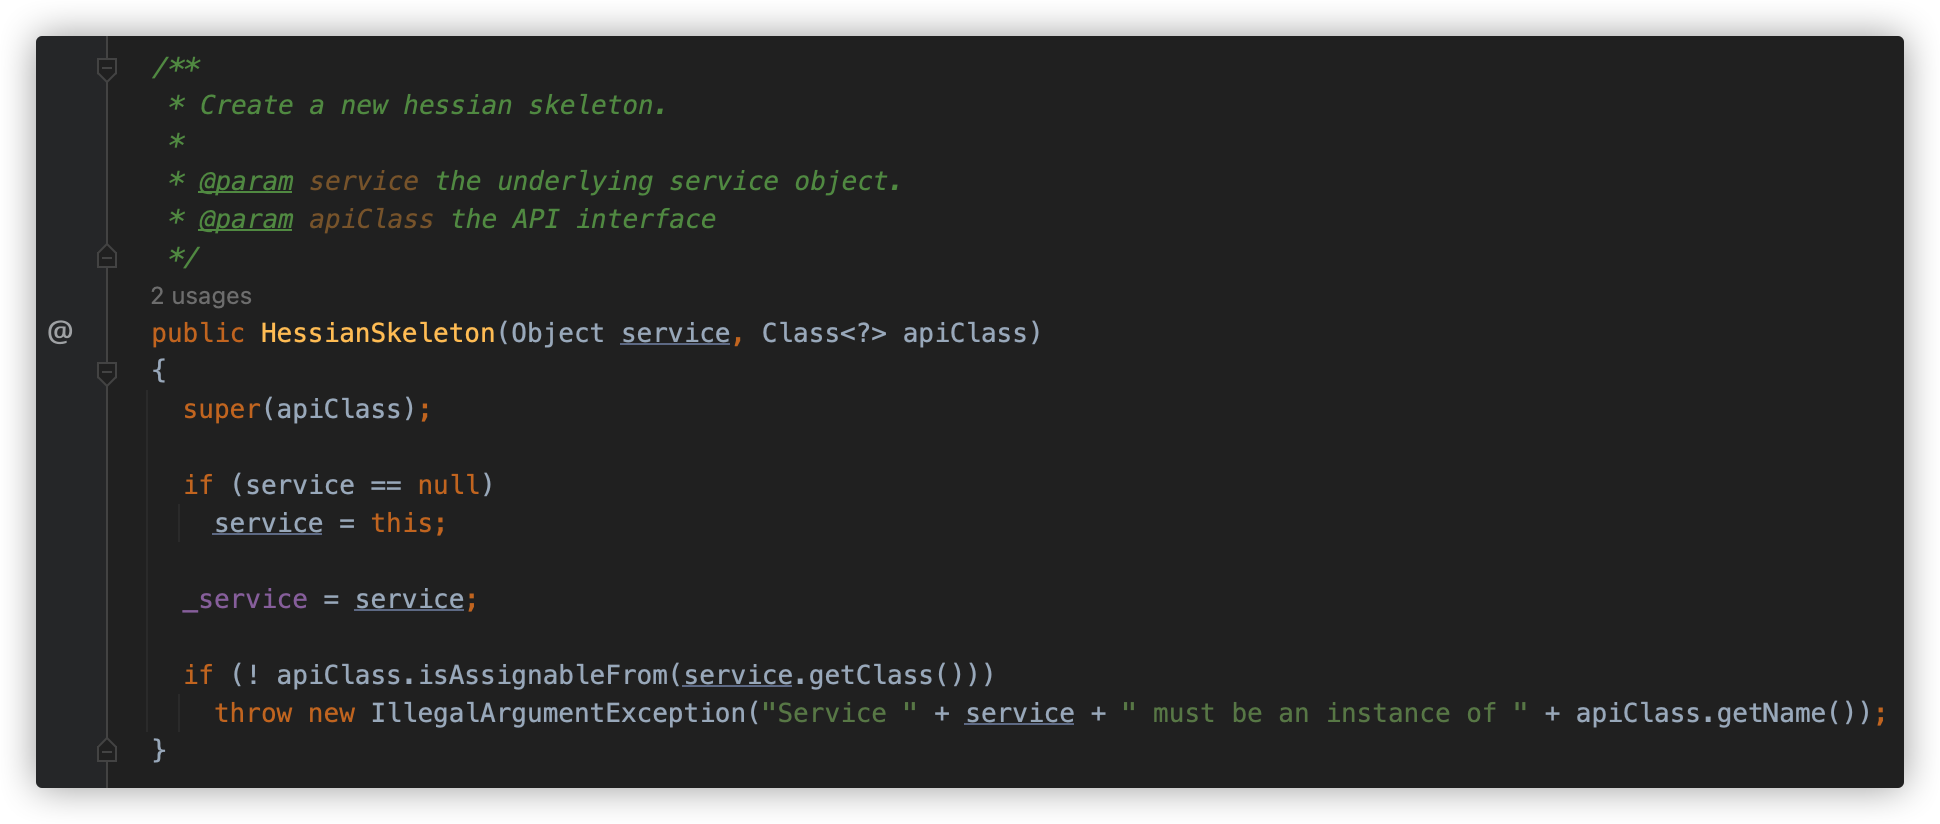 /**
 * Create a new hessian skeleton.
 *
 * @param service the underlying service object.
 * @param apiClass the API interface
 */
2 usages
@ public HessianSkeleton(Object service, Class<?> apiClass)
{
  super(apiClass);
  if (service == null)
    service = this;
  _service = service;
  if (! apiClass.isAssignableFrom(service.getClass()))
    throw new IllegalArgumentException("Service " + service + " must be an instance of " + apiClass.getName());
}